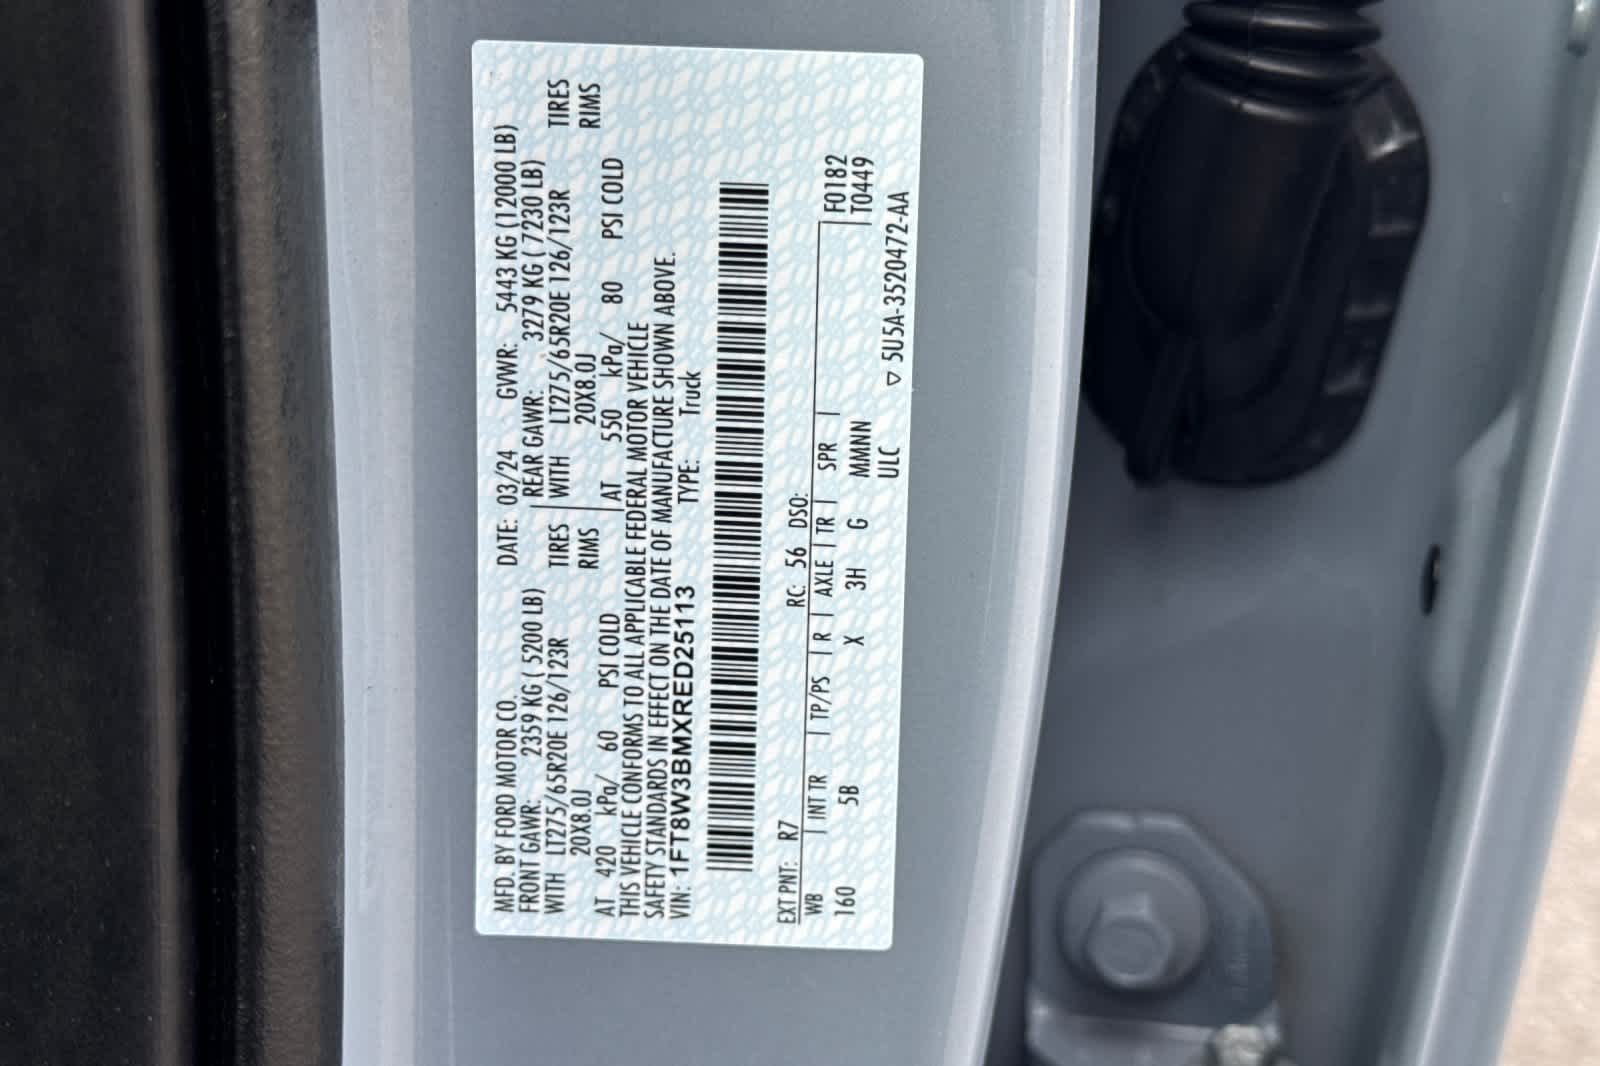 MFD. BY FORD MOTOR CO. DATE: 03/24 GVWR: 5443 KG (12000 LB)
FRONT GAWR: 2359 KG ( 5200 LB) REAR GAWR: 3279 KG ( 7230 LB)
WITH LT275/65R20E 126/123R TIRES WITH LT275/65R20E 126/123R TIRES
20X8.0J RIMS 20X8.0J RIMS
AT 420 kPa/ 60 PSI COLD AT 550 kPa/ 80 PSI COLD
THIS VEHICLE CONFORMS TO ALL APPLICABLE FEDERAL MOTOR VEHICLE
SAFETY STANDARDS IN EFFECT ON THE DATE OF MANUFACTURE SHOWN ABOVE.
VIN: 1FT8W3BMXRED25113 TYPE: Truck
EXT PNT: R7 RC: 56 DSO:
WB | INT TR | TP/PS | R | AXLE | TR | SPR | F0182
160 5B X 3H G MMNNN T0449
ULC ▽ 5U5A-3520472-AA